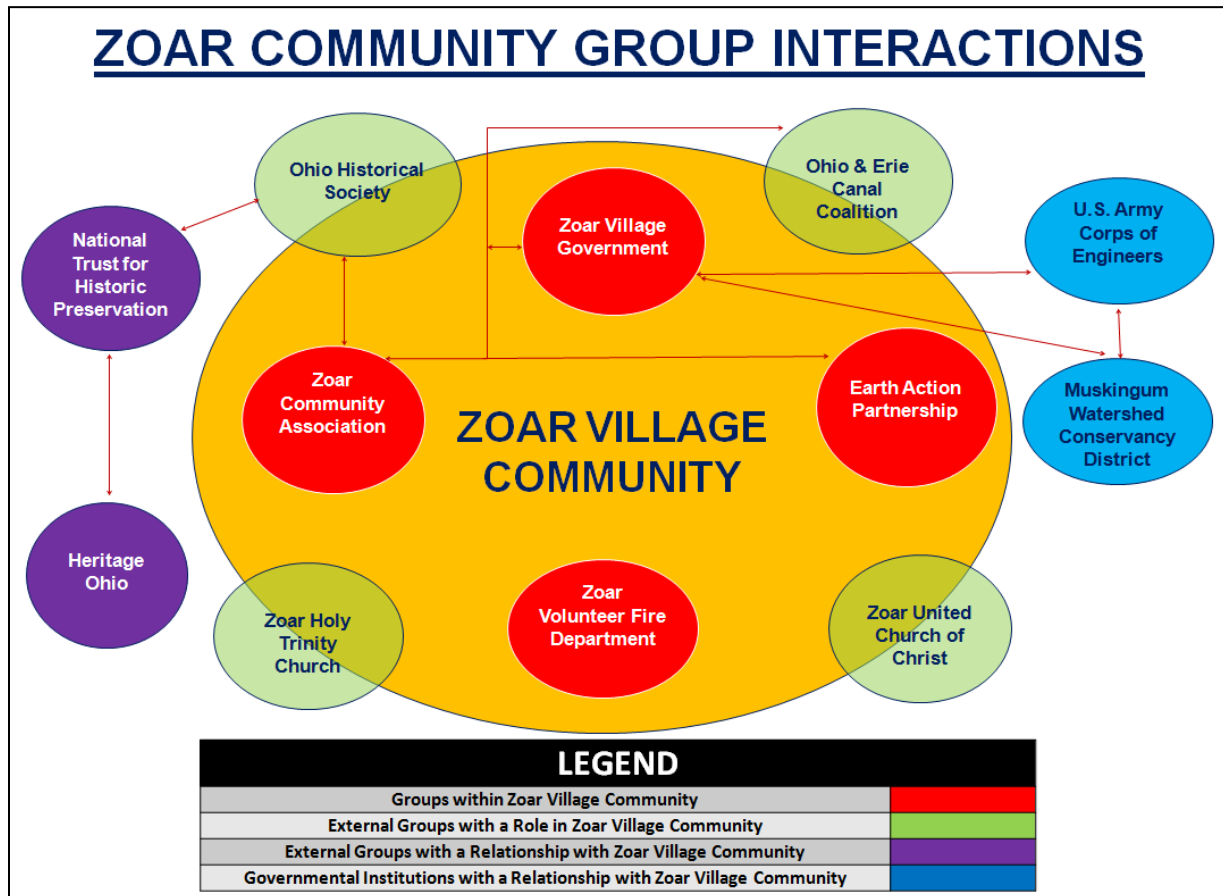 ZOAR COMMUNITY GROUP INTERACTIONS
Ohio Historical
Society
Ohio & Erie
Canal
Coalition
Zoar Village
Government
U.S. Army
Corps of
Engineers
National
Trust for
Historic
Preservation
Zoar
Community
Association
Earth Action
Partnership
Muskingum
Watershed
Conservancy
District
ZOAR VILLAGE
COMMUNITY
Heritage
Ohio
Zoar Holy
Trinity
Church
Zoar
Volunteer Fire
Department
Zoar United
Church of
Christ
LEGEND
Groups within Zoar Village Community
External Groups with a Role in Zoar Village Community
External Groups with a Relationship with Zoar Village Community
Governmental Institutions with a Relationship with Zoar Village Community